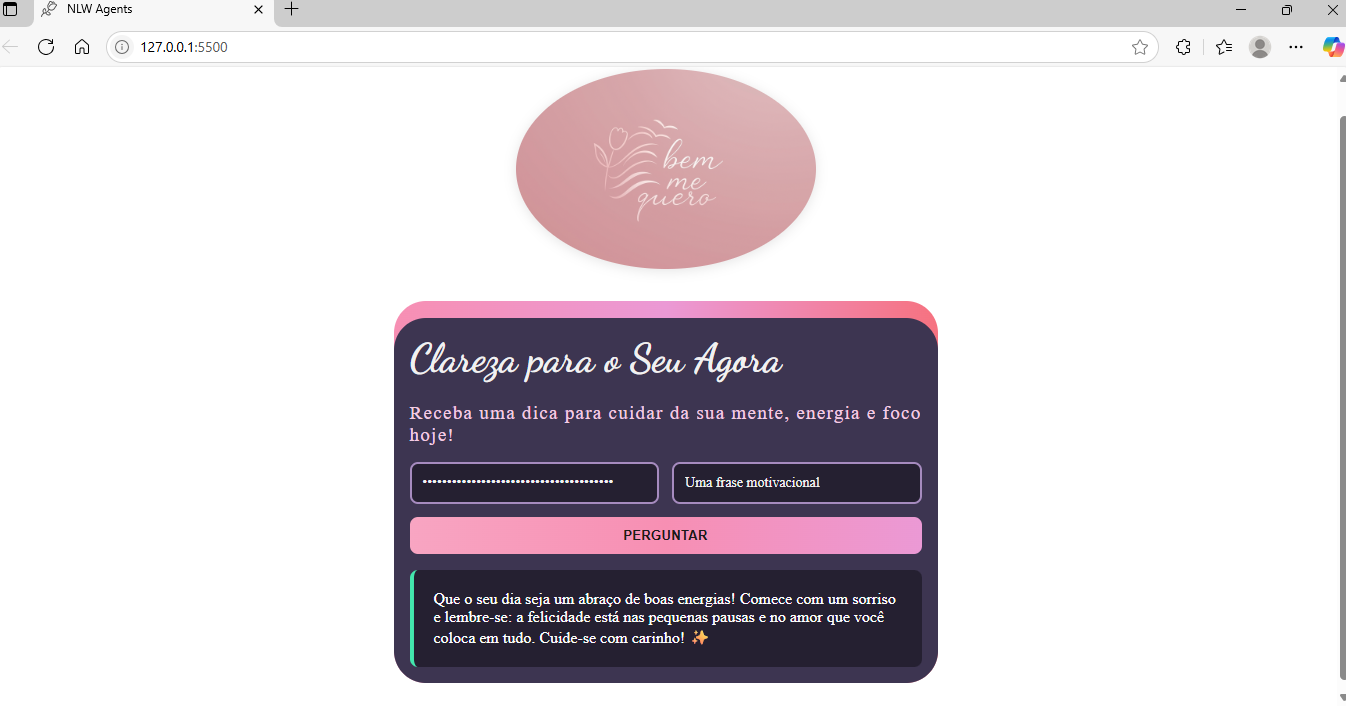 NLW Agents
127.0.0.1:5500
bem
me
quero
Clareza para o Seu Agora
Receba uma dica para cuidar da sua mente, energia e foco
hoje!
••••••••••••••••••••••••••••••••••••••• Uma frase motivacional
PERGUNTAR
Que o seu dia seja um abraço de boas energias! Comece com um sorriso
e lembre-se: a felicidade está nas pequenas pausas e no amor que você
coloca em tudo. Cuide-se com carinho! ✨